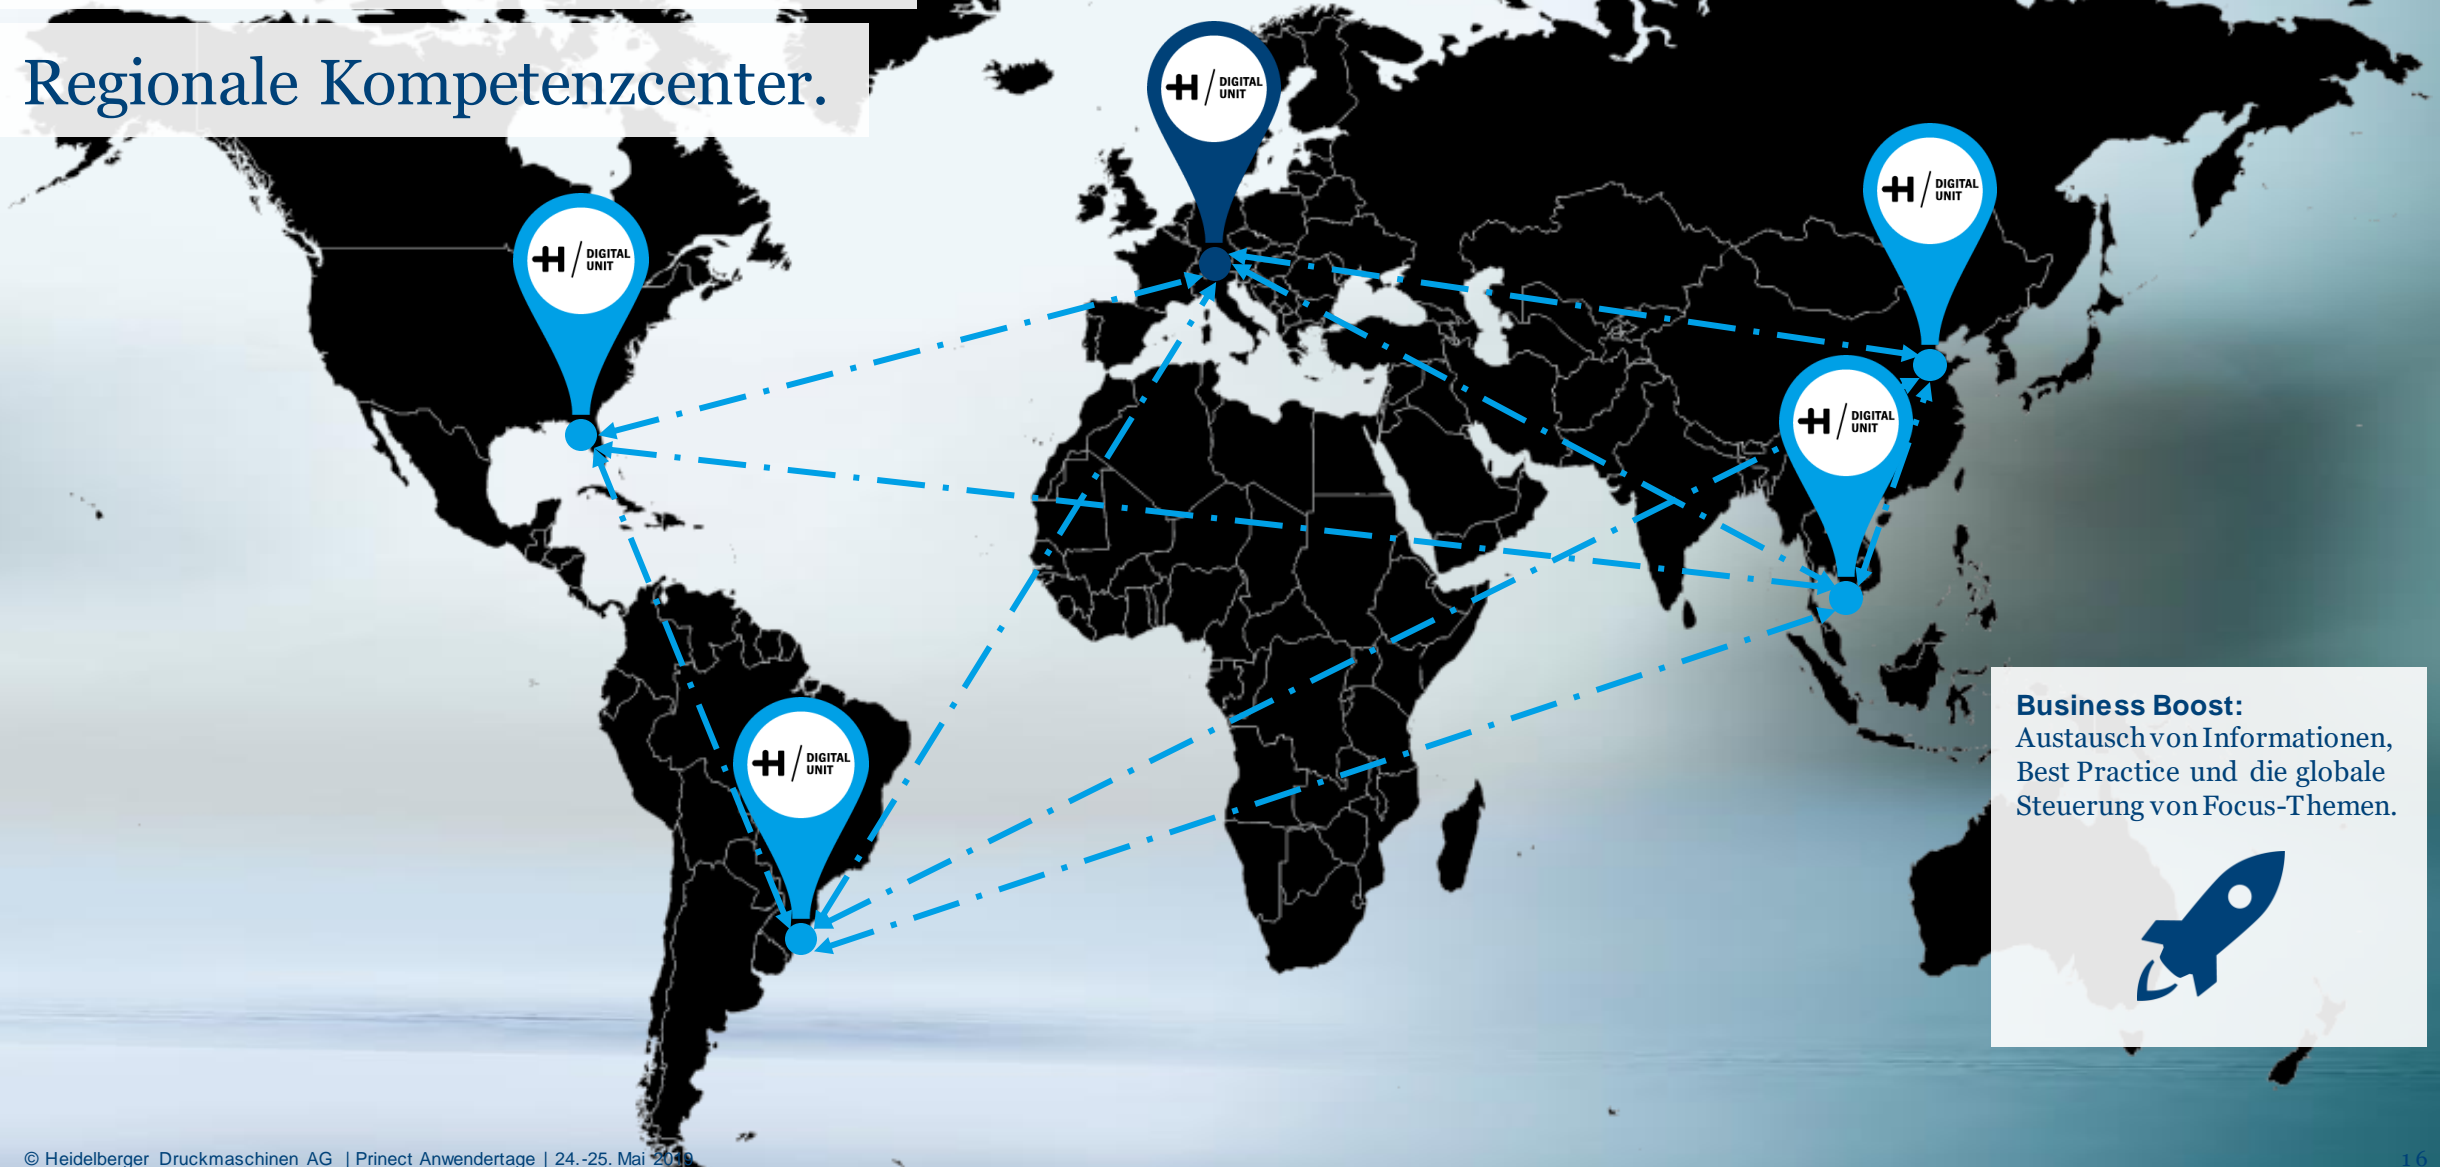 Regionale Kompetenzcenter.
H / DIGITAL
UNIT
H / DIGITAL
UNIT
H / DIGITAL
UNIT
H / DIGITAL
UNIT
H / DIGITAL
UNIT
Business Boost:
Austausch von Informationen,
Best Practice und die globale
Steuerung von Focus-Themen.
© Heidelberger Druckmaschinen AG | Prinect Anwendertage | 24.-25. Mai 2019
16